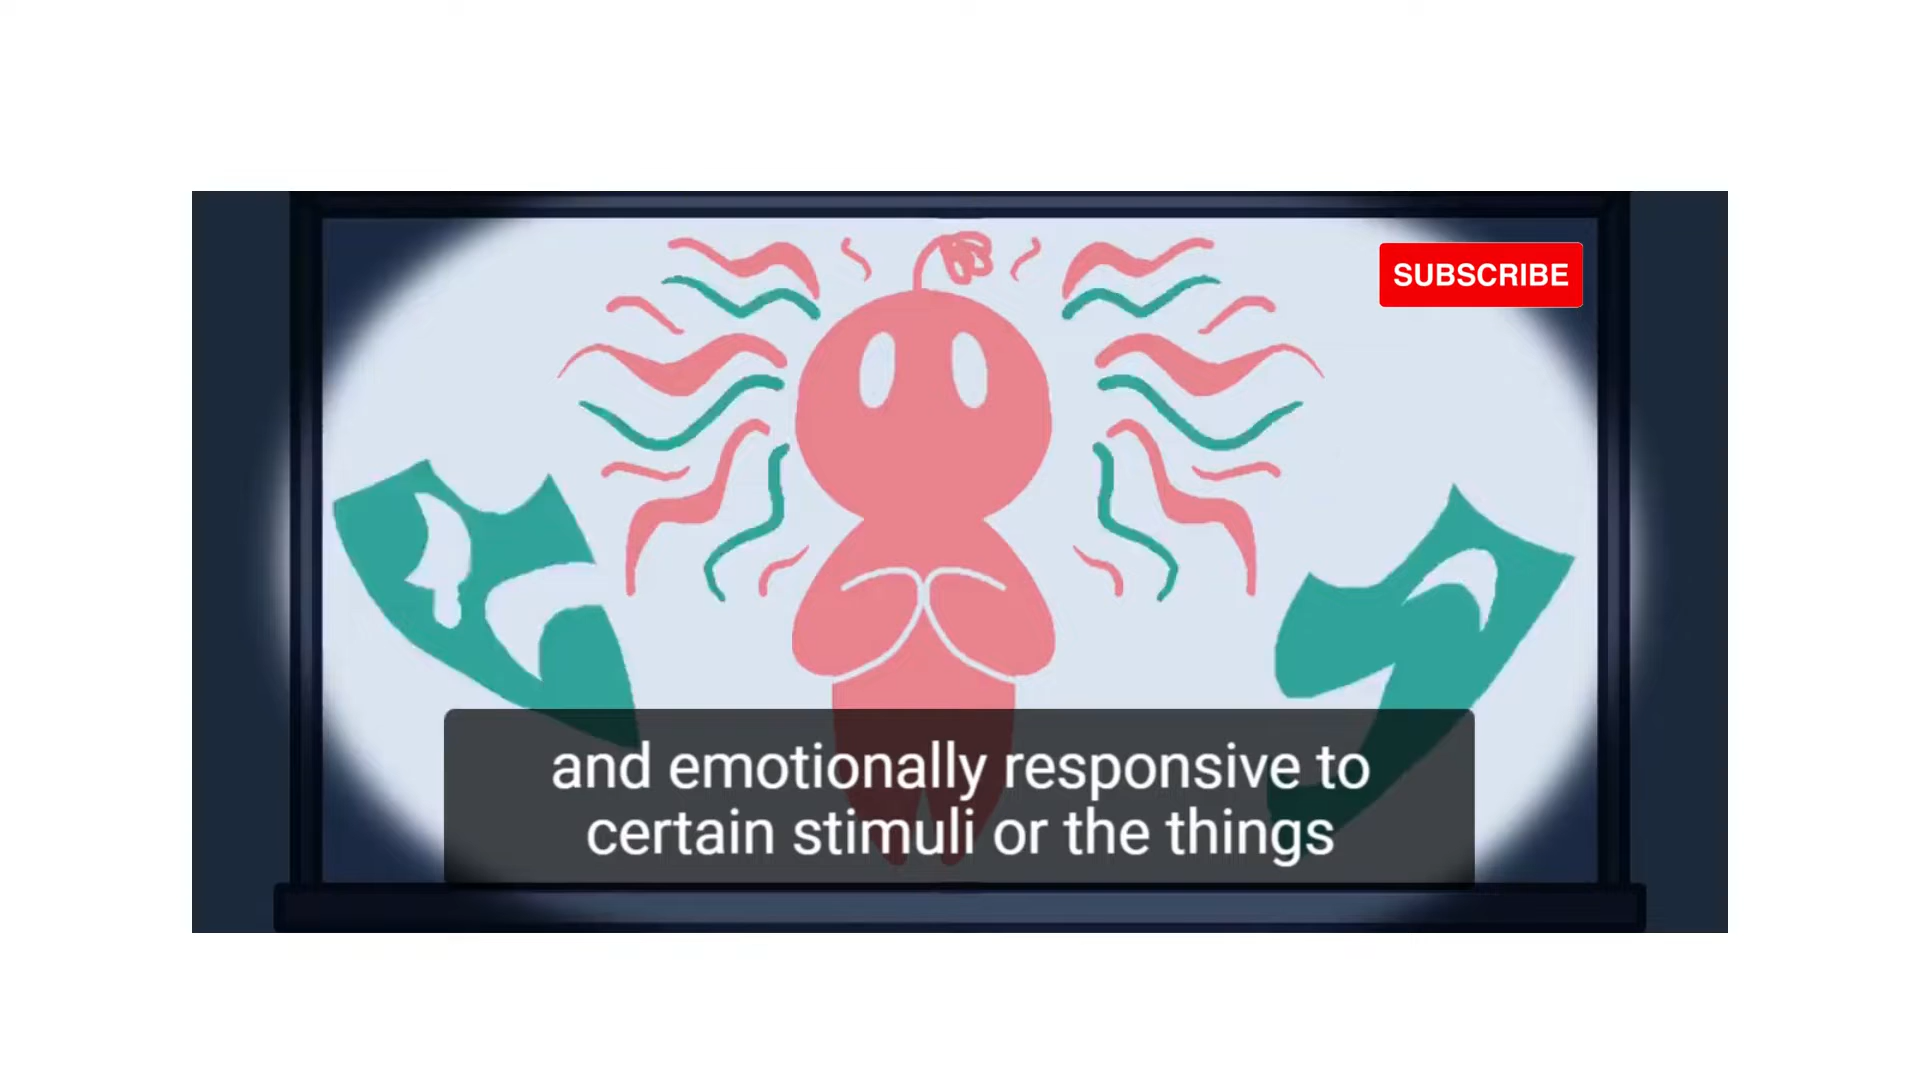 SUBSCRIBE
and emotionally responsive to
certain stimuli or the things